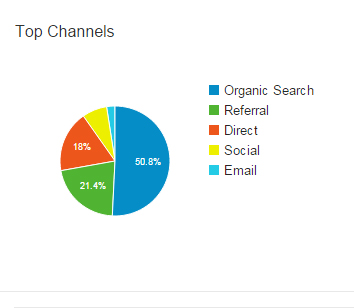 Top Channels
Organic Search
Referral
Direct
Social
Email
50.8%
18%
21.4%